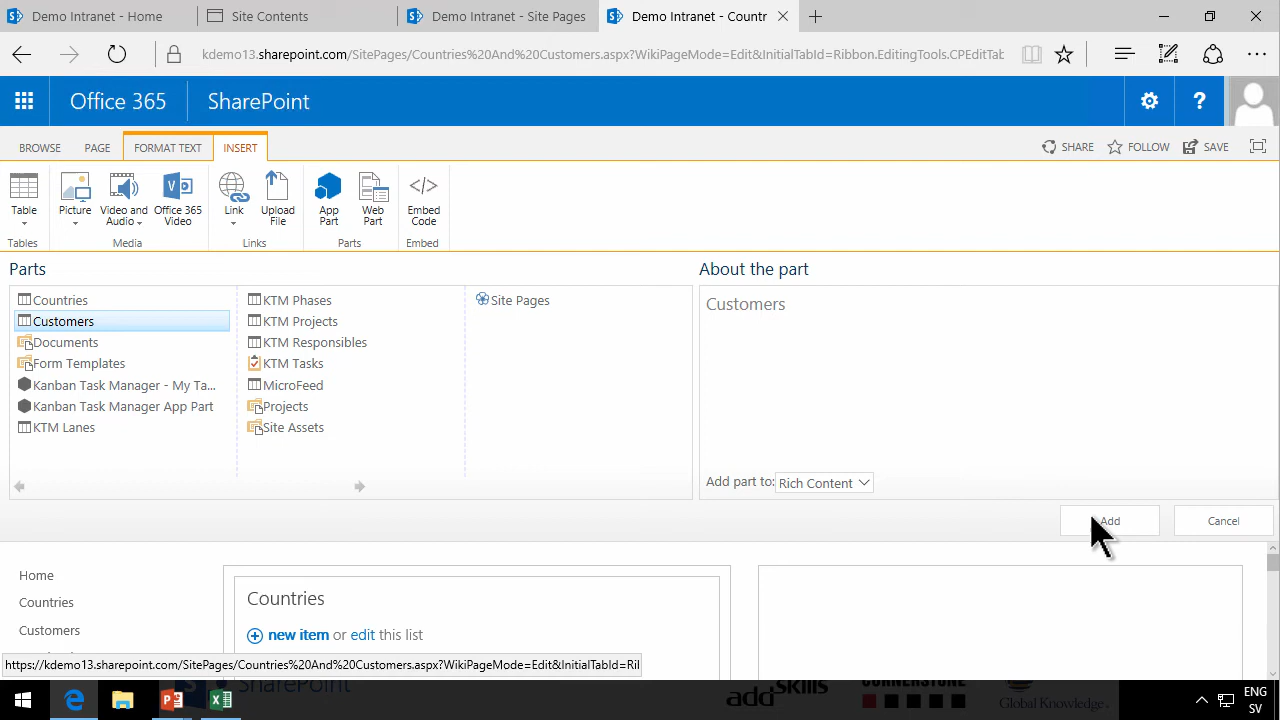 Demo Intranet - Home
Site Contents
Demo Intranet - Site Pages
Demo Intranet - Countr
kdemo13.sharepoint.com/SitePages/Countries%20And%20Customers.aspx?WikiPageMode=Edit&InitialTabId=Ribbon.EditingTools.CPEditTab
Office 365
SharePoint
BROWSE
PAGE
FORMAT TEXT
INSERT
SHARE
FOLLOW
SAVE
Table
Picture
Video and Audio
Office 365 Video
Link
Upload File
App Part
Web Part
Embed Code
Tables
Media
Links
Parts
Embed
Parts
Countries
Customers
Documents
Form Templates
Kanban Task Manager - My Ta...
Kanban Task Manager App Part
KTM Lanes
KTM Phases
KTM Projects
KTM Responsibles
KTM Tasks
MicroFeed
Projects
Site Assets
Site Pages
About the part
Customers
Add part to: Rich Content
Add
Cancel
Home
Countries
Customers
Countries
new item or edit this list
https://kdemo13.sharepoint.com/SitePages/Countries%20And%20Customers.aspx?WikiPageMode=Edit&InitialTabId=Ril
SharePoint
addskills
CORNERSTONE
Global Knowledge.
ENG
SV